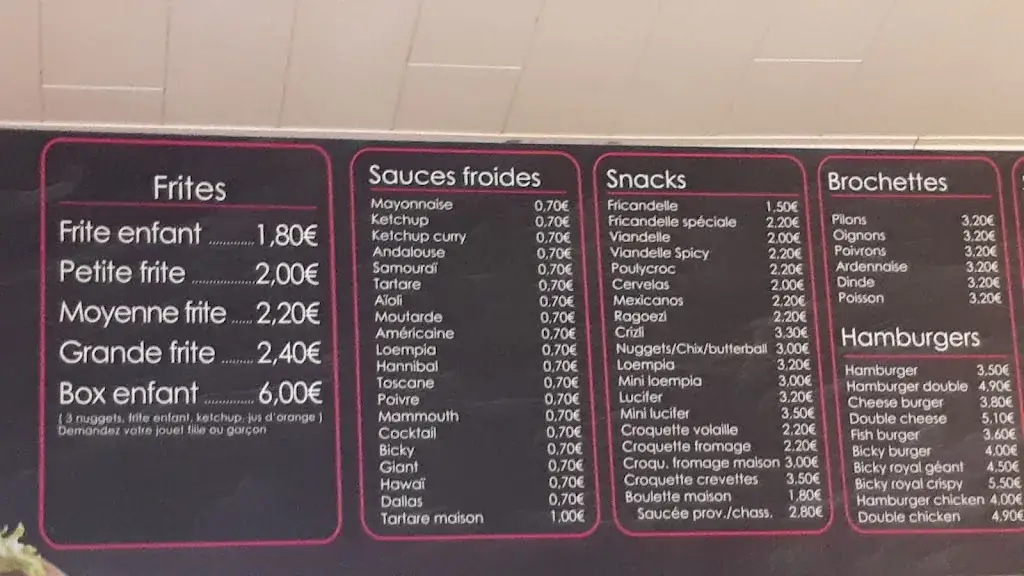 Frites
Frite enfant ............ 1,80€
Petite frite ................ 2,00€
Moyenne frite ..... 2,20€
Grande frite ........ 2,40€
Box enfant ............. 6,00€
( 3 nuggets, frite enfant, ketchup, jus d'orange )
Demandez votre jouet fille ou garçon
Sauces froides
Mayonnaise 0,70€
Ketchup 0,70€
Ketchup curry 0,70€
Andalouse 0,70€
Samouraï 0,70€
Tartare 0,70€
Aïoli 0,70€
Moutarde 0,70€
Américaine 0,70€
Loempia 0,70€
Hannibal 0,70€
Toscane 0,70€
Poivre 0,70€
Mammouth 0,70€
Cocktail 0,70€
Bicky 0,70€
Giant 0,70€
Hawaï 0,70€
Dallas 0,70€
Tartare maison 1,00€
Snacks
Fricandelle 1,50€
Fricandelle spéciale 2,20€
Viandelle 2,00€
Viandelle Spicy 2,20€
Poulycroc 2,20€
Cervelas 2,00€
Mexicanos 2,20€
Ragoezi 2,20€
Crizli 3,30€
Nuggets/Chix/butterball 3,00€
Loempia 3,20€
Mini loempia 3,00€
Lucifer 3,20€
Mini lucifer 3,50€
Croquette volaille 2,20€
Croquette fromage 2,20€
Croqu. fromage maison 3,00€
Croquette crevettes 3,50€
Boulette maison 1,80€
Saucée prov./chass. 2,80€
Brochettes
Pilons 3,20€
Oignons 3,20€
Poivrons 3,20€
Ardennaise 3,20€
Dinde 3,20€
Poisson 3,20€
Hamburgers
Hamburger 3,50€
Hamburger double 4,90€
Cheese burger 3,80€
Double cheese 5,10€
Fish burger 3,60€
Bicky burger 4,00€
Bicky royal géant 4,50€
Bicky royal crispy 5,50€
Hamburger chicken 4,00€
Double chicken 4,90€